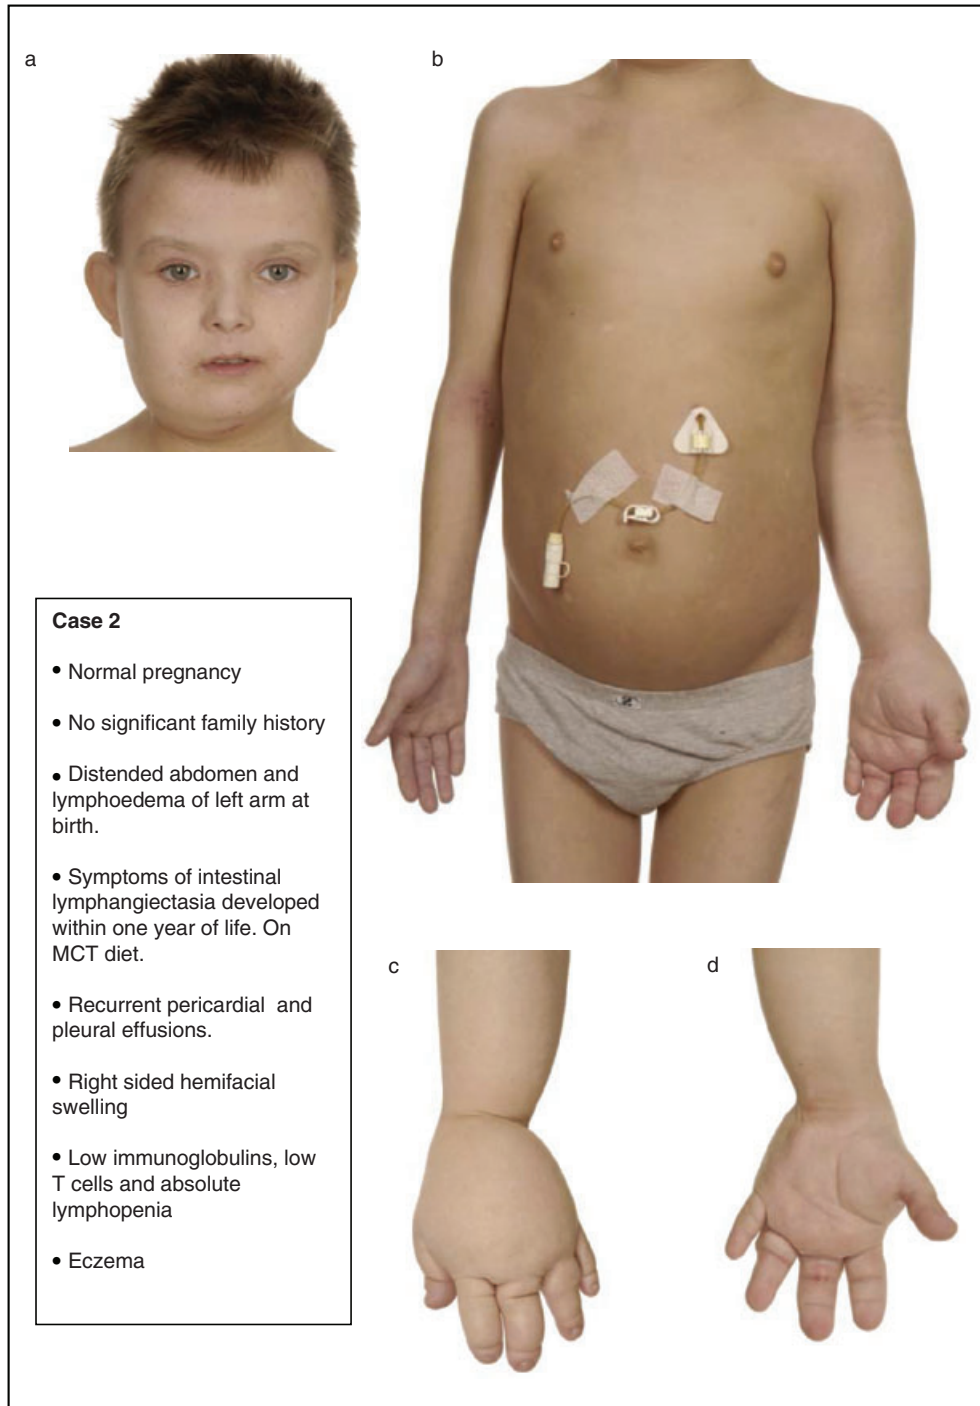 a
b
Case 2
• Normal pregnancy
• No significant family history
• Distended abdomen and
lymphoedema of left arm at
birth.
• Symptoms of intestinal
lymphangiectasia developed
within one year of life. On
MCT diet.
• Recurrent pericardial and
pleural effusions.
• Right sided hemifacial
swelling
• Low immunoglobulins, low
T cells and absolute
lymphopenia
• Eczema
c
d